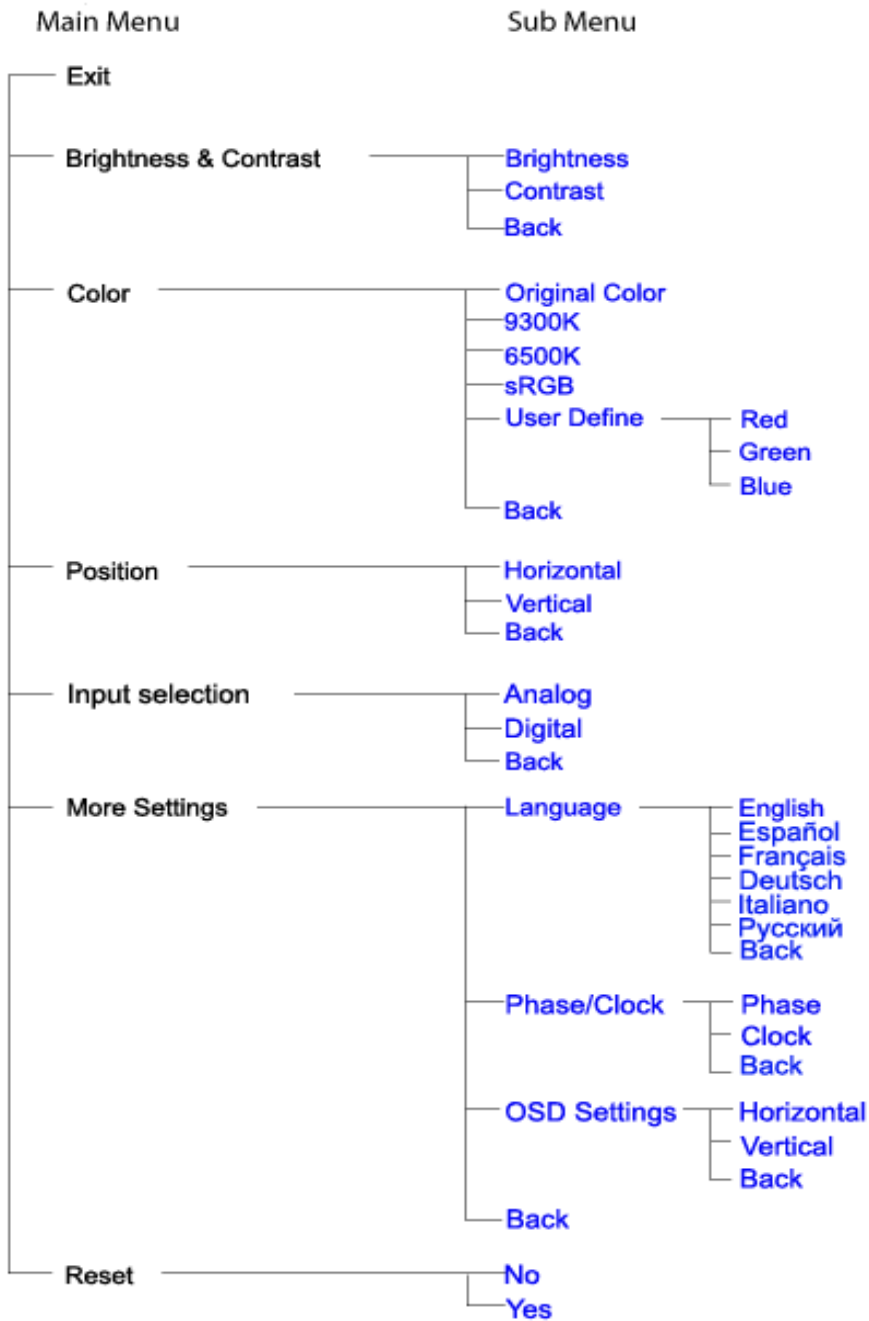 Main Menu Sub Menu
Exit
Brightness & Contrast Brightness
Contrast
Back
Color Original Color
9300K
6500K
sRGB
User Define Red
Green
Blue
Back
Position Horizontal
Vertical
Back
Input selection Analog
Digital
Back
More Settings Language English
Español
Français
Deutsch
Italiano
Русский
Back
Phase/Clock Phase
Clock
Back
OSD Settings Horizontal
Vertical
Back
Back
Reset No
Yes